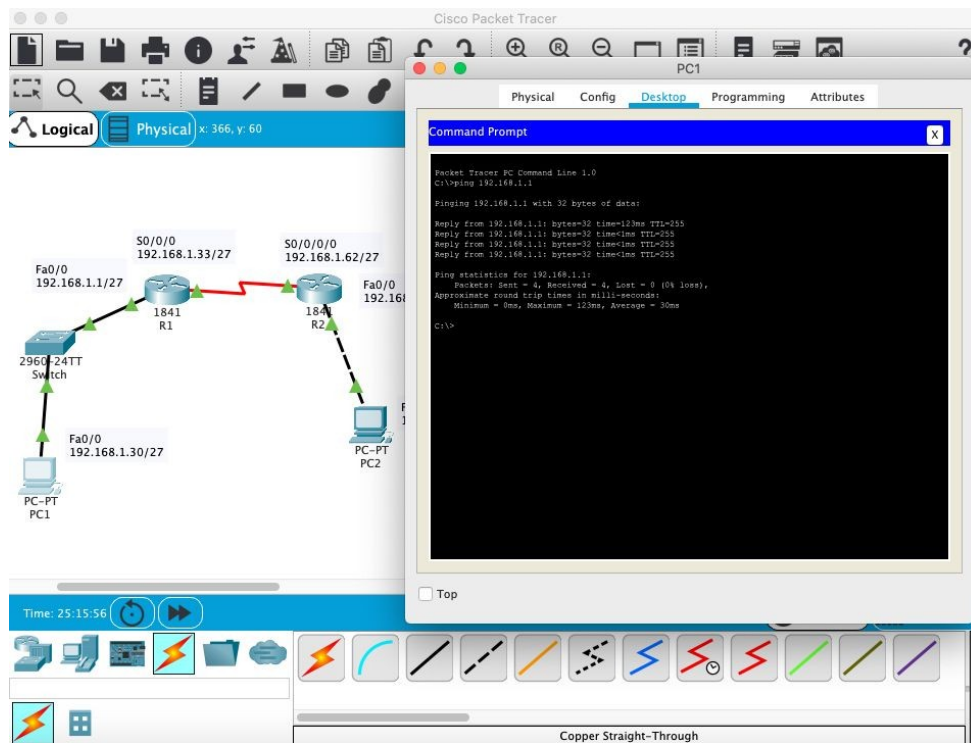 Cisco Packet Tracer
PC1
Physical Config Desktop Programming Attributes
Logical
Physical
x: 366, y: 60
Command Prompt
X
Packet Tracer PC Command Line 1.0
C:\>ping 192.168.1.1
Pinging 192.168.1.1 with 32 bytes of data:
Reply from 192.168.1.1: bytes=32 time=123ms TTL=255
Reply from 192.168.1.1: bytes=32 time<1ms TTL=255
Reply from 192.168.1.1: bytes=32 time<1ms TTL=255
Reply from 192.168.1.1: bytes=32 time<1ms TTL=255
Ping statistics for 192.168.1.1:
Packets: Sent = 4, Received = 4, Lost = 0 (0% loss),
Approximate round trip times in milli-seconds:
Minimum = 0ms, Maximum = 123ms, Average = 30ms
C:\>
S0/0/0
192.168.1.33/27
S0/0/0/0
192.168.1.62/27
Fa0/0
192.168.1.1/27
Fa0/0
192.16
1841
R1
1841
R2
2960-24TT
Switch
Fa0/0
192.168.1.30/27
PC-PT
PC2
PC-PT
PC1
Top
Time: 25:15:56
Copper Straight-Through